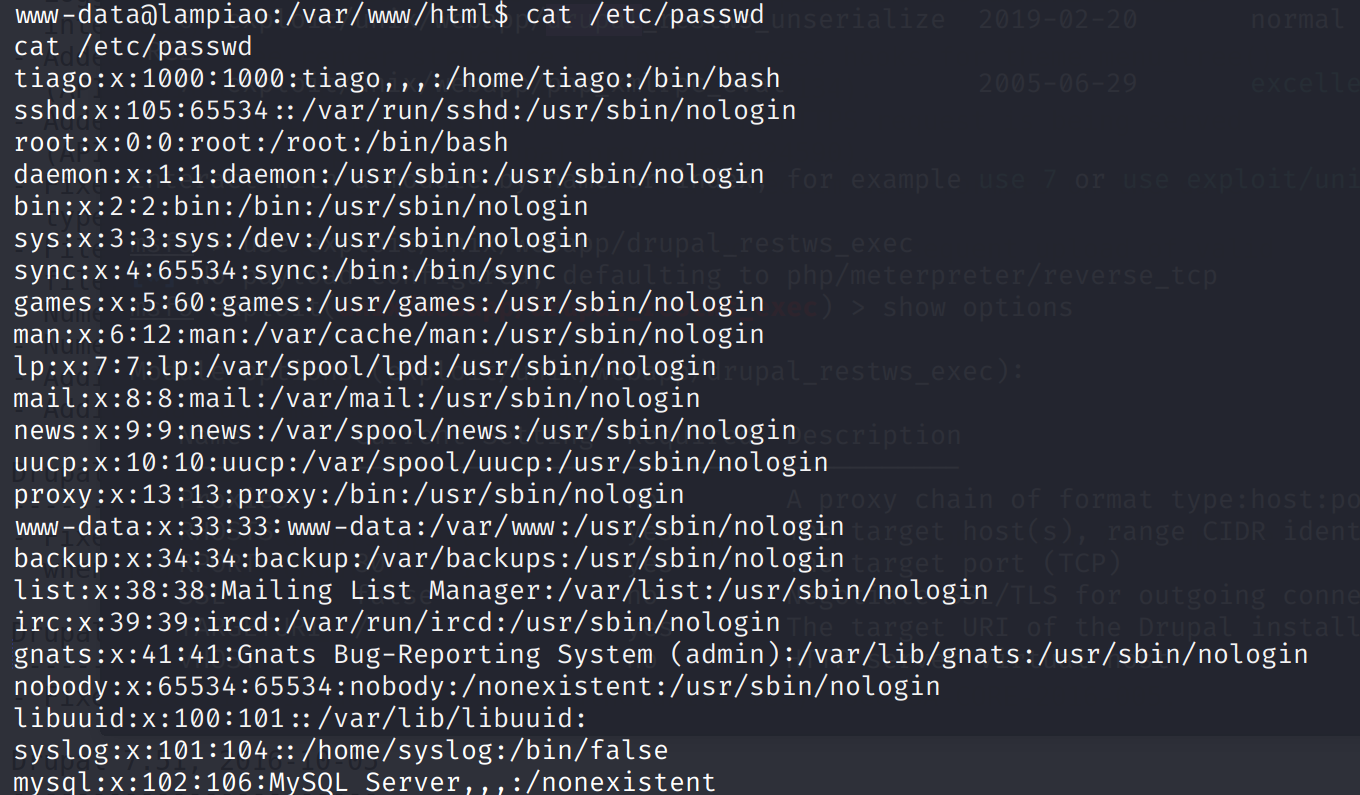 www-data@lampiao:/var/www/html$ cat /etc/passwd
cat /etc/passwd
tiago:x:1000:1000:tiago,,,:/home/tiago:/bin/bash
sshd:x:105:65534::/var/run/sshd:/usr/sbin/nologin
root:x:0:0:root:/root:/bin/bash
daemon:x:1:1:daemon:/usr/sbin:/usr/sbin/nologin
bin:x:2:2:bin:/bin:/usr/sbin/nologin
sys:x:3:3:sys:/dev:/usr/sbin/nologin
sync:x:4:65534:sync:/bin:/bin/sync
games:x:5:60:games:/usr/games:/usr/sbin/nologin
man:x:6:12:man:/var/cache/man:/usr/sbin/nologin
lp:x:7:7:lp:/var/spool/lpd:/usr/sbin/nologin
mail:x:8:8:mail:/var/mail:/usr/sbin/nologin
news:x:9:9:news:/var/spool/news:/usr/sbin/nologin
uucp:x:10:10:uucp:/var/spool/uucp:/usr/sbin/nologin
proxy:x:13:13:proxy:/bin:/usr/sbin/nologin
www-data:x:33:33:www-data:/var/www:/usr/sbin/nologin
backup:x:34:34:backup:/var/backups:/usr/sbin/nologin
list:x:38:38:Mailing List Manager:/var/list:/usr/sbin/nologin
irc:x:39:39:ircd:/var/run/ircd:/usr/sbin/nologin
gnats:x:41:41:Gnats Bug-Reporting System (admin):/var/lib/gnats:/usr/sbin/nologin
nobody:x:65534:65534:nobody:/nonexistent:/usr/sbin/nologin
libuuid:x:100:101::/var/lib/libuuid:
syslog:x:101:104::/home/syslog:/bin/false
mysql:x:102:106:MySQL Server,,,:/nonexistent